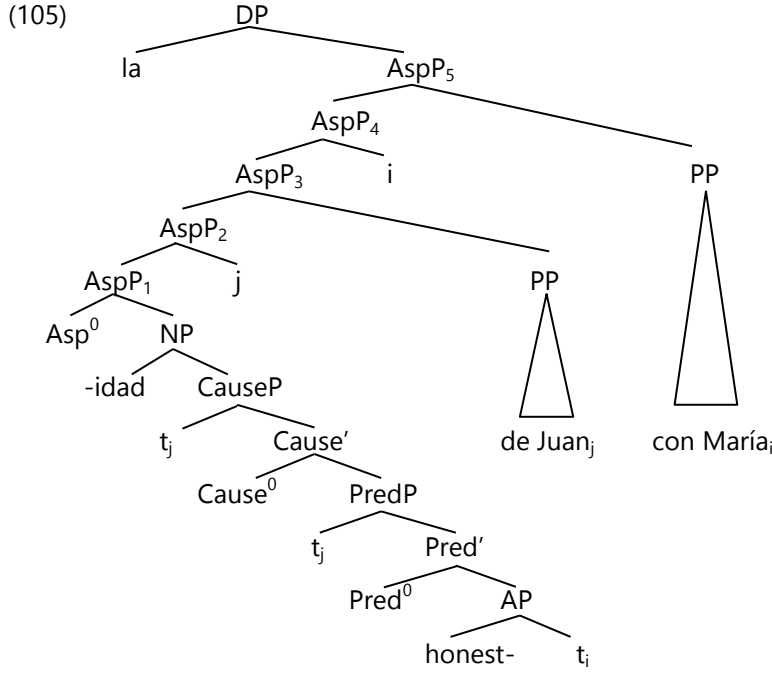 (105) DP
la AspP₅
AspP₄
AspP₃ i PP
AspP₂
AspP₁ j PP
Asp⁰ NP
-idad CauseP
tⱼ Cause’ de Juanⱼ con Maríaᵢ
Cause⁰ PredP
tⱼ Pred’
Pred⁰ AP
honest- tᵢ